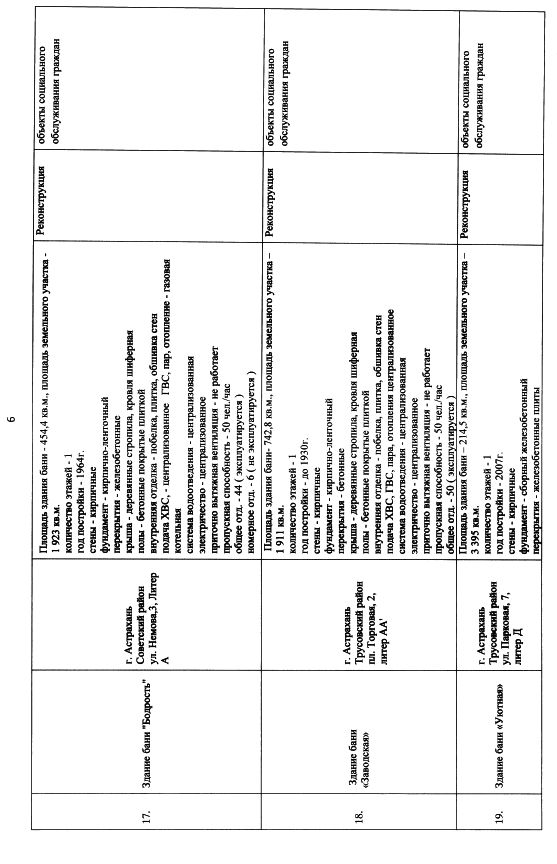 6
17.
Здание бани "Бодрость"
г. Астрахань
Советский район
ул. Немова,3, Литер
А
Площадь здания бани - 454,4 кв.м., площадь земельного участка -
1 923 кв.м.
количество этажей - 1
год постройки -1964г.
стены - кирпичные
фундамент - кирпично-ленточный
перекрытия - железобетонные
крыша - деревянные стропила, кровля шиферная
полы - бетонные покрытые плиткой
внутренняя отделка - побелка, плитка, обшивка стен
подача ХВС, - централизованное ГВС, пар, отопление - газовая
котельная
система водоотведения - централизованная
электричество - централизованное
приточно вытяжная вентиляция - не работает
пропускная способность - 50 чел./час
общее отд. - 44 ( эксплуатируется )
номерное отд. - 6 ( не эксплуатируется )
Реконструкция
объекты социального
обслуживания граждан
18.
Здание бани
«Заводская»
г. Астрахань
Трусовский район
пл. Торговая, 2,
литер АА'
Площадь здания бани- 742,8 кв.м., площадь земельного участка –
1 911 кв.м.
количество этажей - 1
год постройки - до 1930г.
стены - кирпичные
фундамент - кирпично-ленточный
перекрытия - бетонные
крыша - деревянные стропила, кровля шиферная
полы - бетонные покрытые плиткой
внутренняя отделка - побелка, плитка, обшивка стен
подача ХВС, ГВС, пара, отопления централизованное
система водоотведения - централизованная
электричество - централизованное
приточно вытяжная вентиляция - не работает
пропускная способность - 50 чел./час
общее отд. - 50 ( эксплуатируется )
Реконструкция
объекты социального
обслуживания граждан
19.
Здание бани «Уютная»
г. Астрахань
Трусовский район
ул. Парковая, 7,
литер Д
Площадь здания бани – 214,5 кв.м., площадь земельного участка –
3 395 кв.м.
количество этажей - 1
год постройки - 2007г.
стены - кирпичные
фундамент - сборный железобетонный
перекрытия - железобетонные плиты
Реконструкция
объекты социального
обслуживания граждан